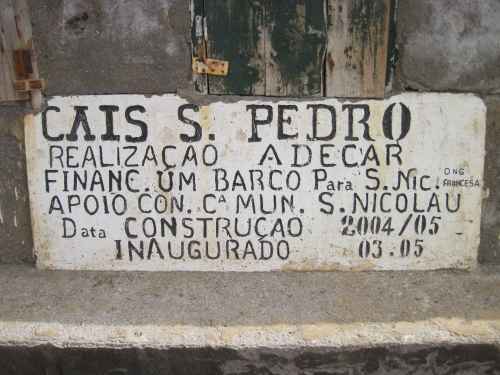 CAIS S. PEDRO
REALIZAÇAO ADECAR
FINANC. UM BARCO Para S. NIC. ONG FRANCESA
APOIO CON. Cª MUN. S. NICOLAU
Data CONSTRUÇAO 2004/05
INAUGURADO 03.05